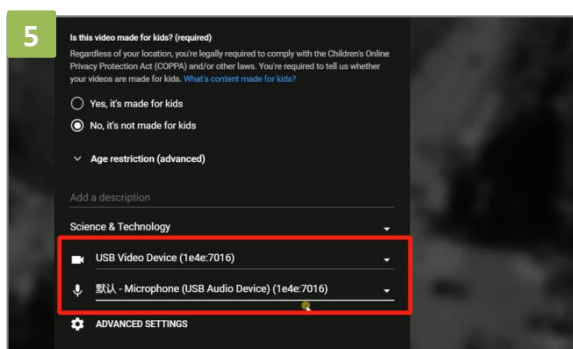 5
Is this video made for kids? (required)
Regardless of your location, you're legally required to comply with the Children's Online
Privacy Protection Act (COPPA) and/or other laws. You're required to tell us whether
your videos are made for kids. What's content made for kids?
Yes, it's made for kids
No, it's not made for kids
Age restriction (advanced)
Add a description
Science & Technology
USB Video Device (1e4e:7016)
默认 - Microphone (USB Audio Device) (1e4e:7016)
ADVANCED SETTINGS